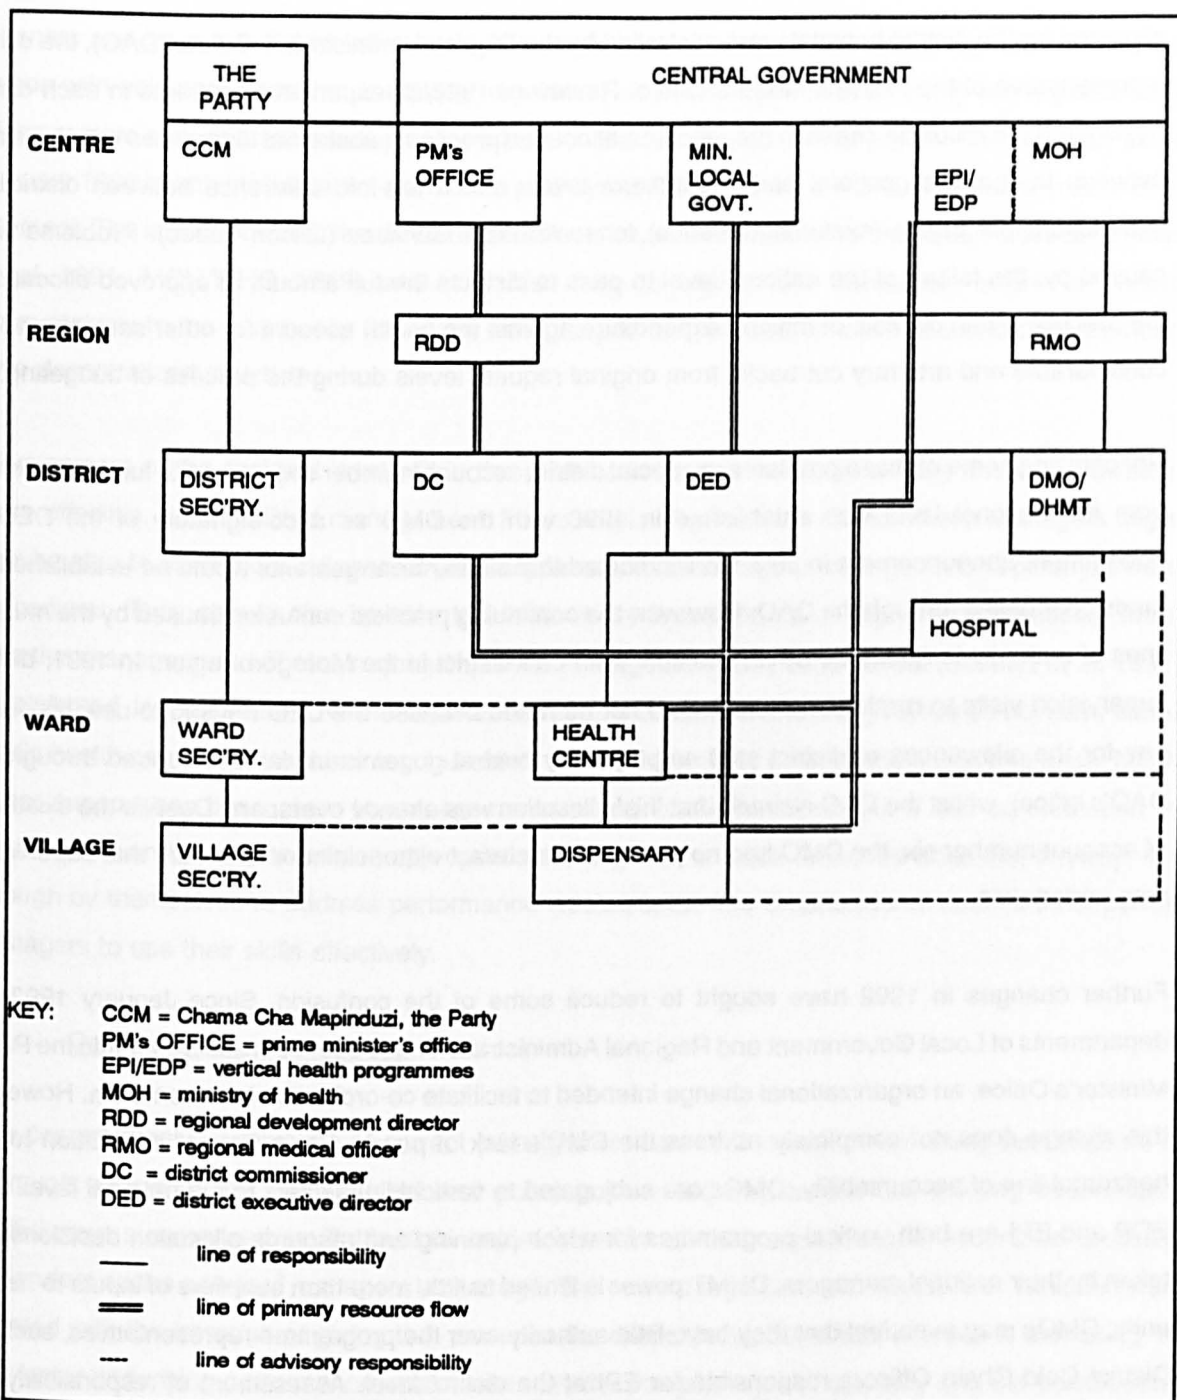 THE
PARTY
CENTRAL GOVERNMENT
CENTRE
CCM
PM's
OFFICE
MIN.
LOCAL
GOVT.
EPI/
EDP
MOH
REGION
RDD
RMO
DISTRICT
DISTRICT
SEC'RY.
DC
DED
DMO/
DHMT
HOSPITAL
WARD
WARD
SEC'RY.
HEALTH
CENTRE
VILLAGE
VILLAGE
SEC'RY.
DISPENSARY
KEY:
CCM = Chama Cha Mapinduzi, the Party
PM's OFFICE = prime minister's office
EPI/EDP = vertical health programmes
MOH = ministry of health
RDD = regional development director
RMO = regional medical officer
DC = district commissioner
DED = district executive director
line of responsibility
line of primary resource flow
line of advisory responsibility